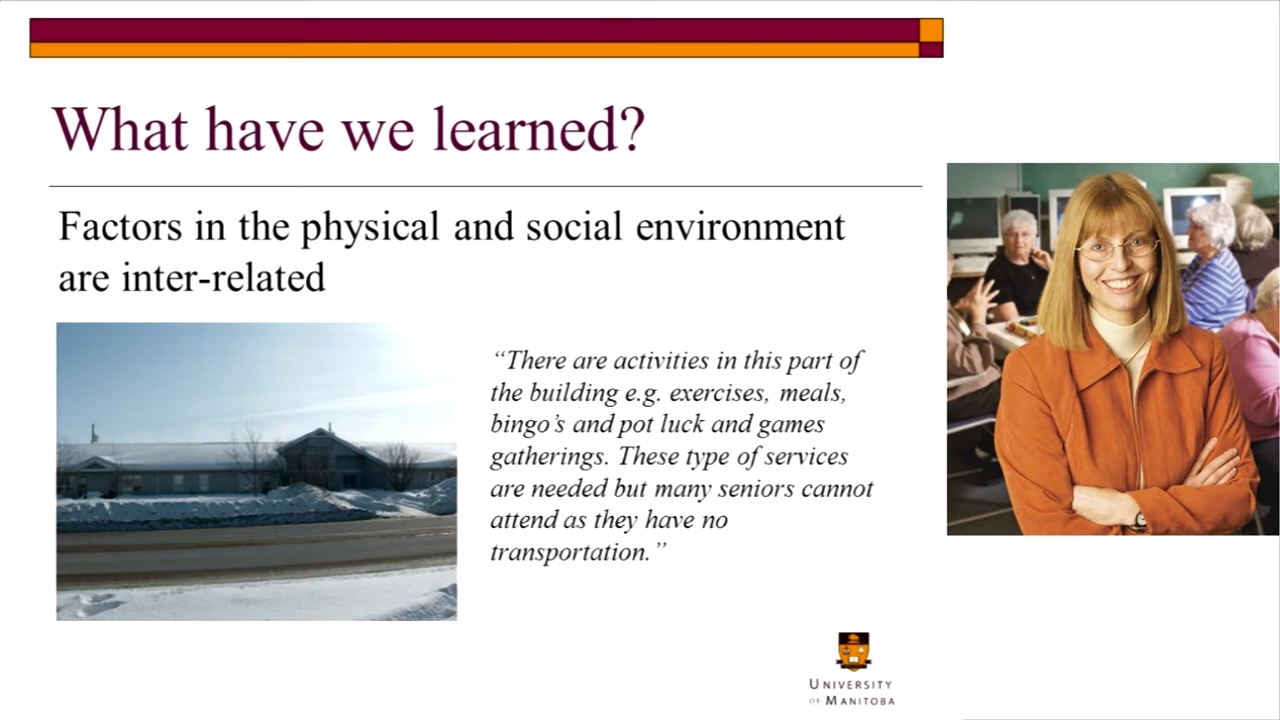 What have we learned?
Factors in the physical and social environment
are inter-related
“There are activities in this part of
the building e.g. exercises, meals,
bingo’s and pot luck and games
gatherings. These type of services
are needed but many seniors cannot
attend as they have no
transportation.”
UNIVERSITY
OF MANITOBA